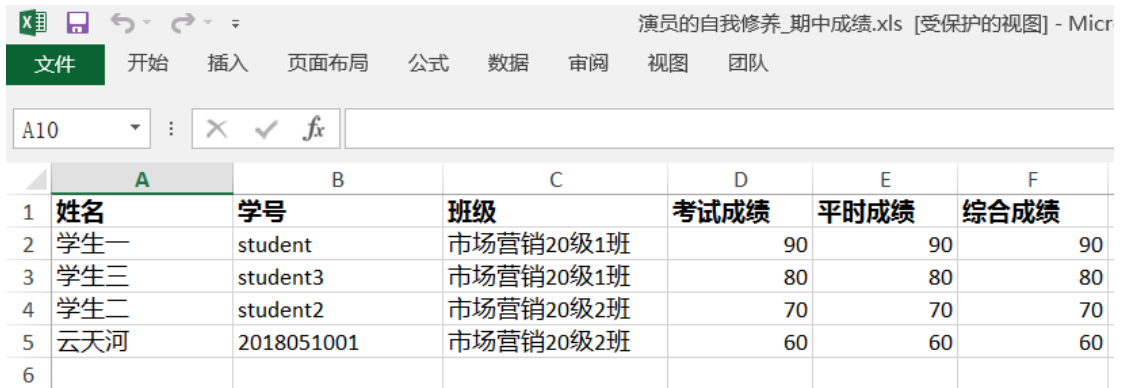 演员的自我修养_期中成绩.xls [受保护的视图] - Micr
文件 开始 插入 页面布局 公式 数据 审阅 视图 团队
A10 fx
A B C D E F
1 姓名 学号 班级 考试成绩 平时成绩 综合成绩
2 学生一 student 市场营销20级1班 90 90 90
3 学生三 student3 市场营销20级1班 80 80 80
4 学生二 student2 市场营销20级2班 70 70 70
5 云天河 2018051001 市场营销20级2班 60 60 60
6